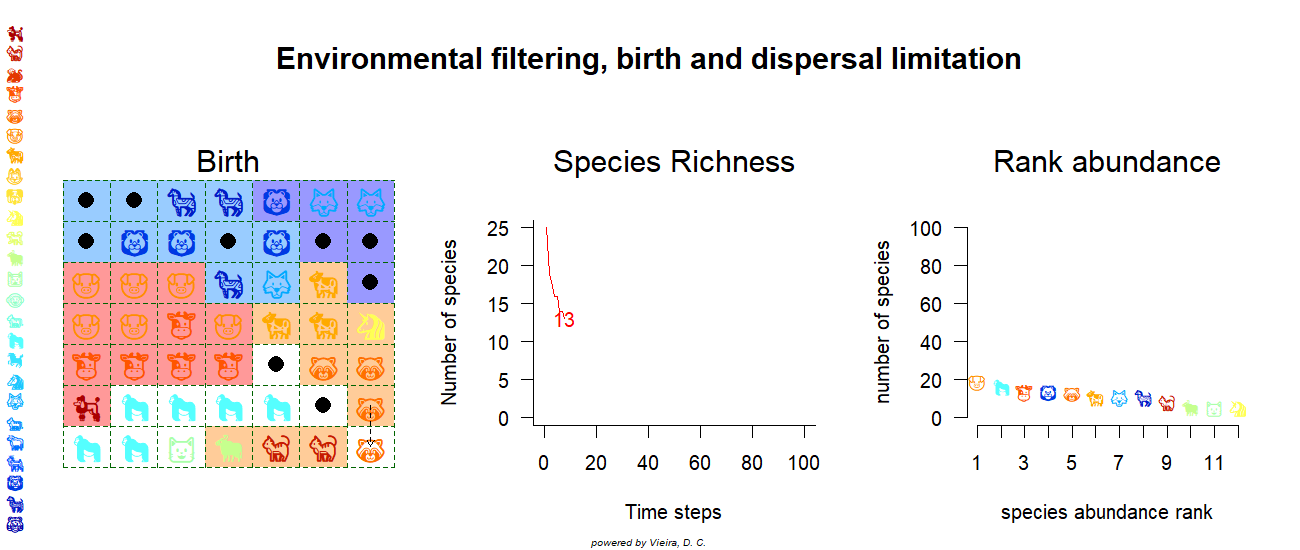 Environmental filtering, birth and dispersal limitation
Birth
Species Richness
Rank abundance
Number of species
25
20
15
10
5
0
13
0 20 40 60 80 100
Time steps
number of species
100
80
60
40
20
0
1 3 5 7 9 11
species abundance rank
powered by Vieira, D. C.